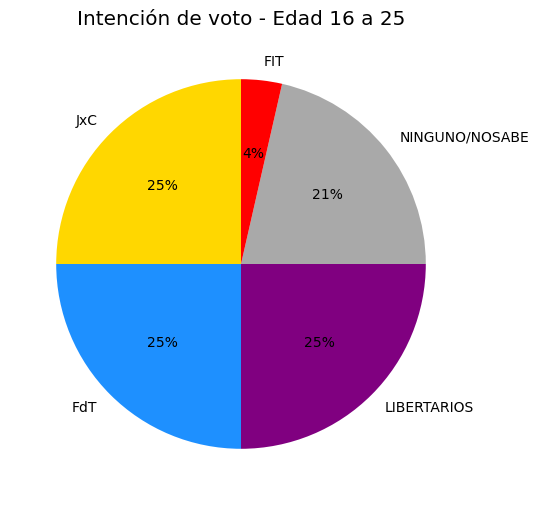 Intención de voto - Edad 16 a 25
FIT
JxC
NINGUNO/NOSABE
4%
25%
21%
25%
25%
FdT
LIBERTARIOS